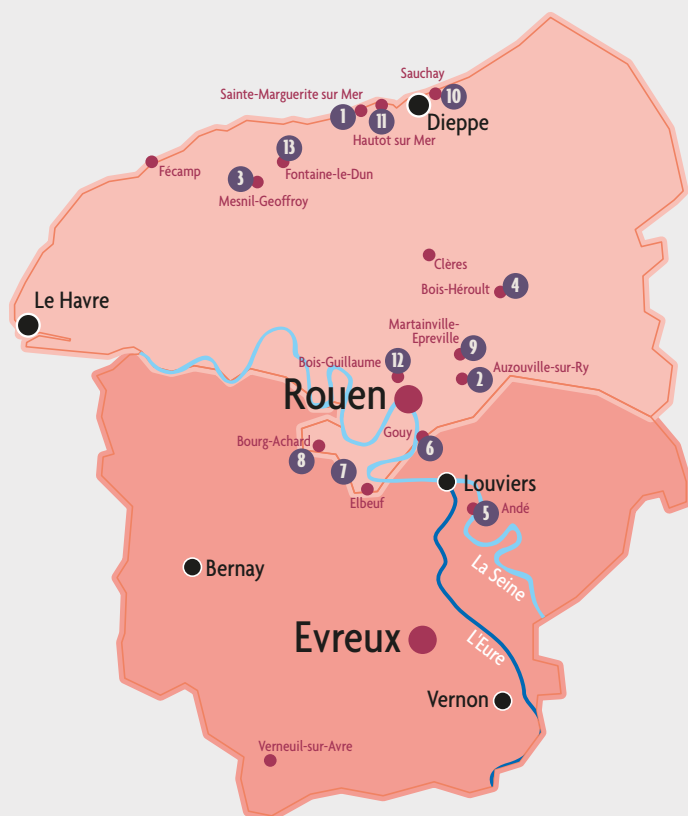 Sauchay
10
Sainte-Marguerite sur Mer
1
11
Dieppe
Hautot sur Mer
13
Fécamp
3
Fontaine-le-Dun
Mesnil-Geoffroy
Clères
Bois-Héroult
4
Le Havre
Martainville-
Epreville
9
Bois-Guillaume
12
Auzouville-sur-Ry
2
Rouen
Gouy
6
Bourg-Achard
8
7
Elbeuf
Louviers
Andé
5
Bernay
La Seine
Evreux
L'Eure
Vernon
Verneuil-sur-Avre